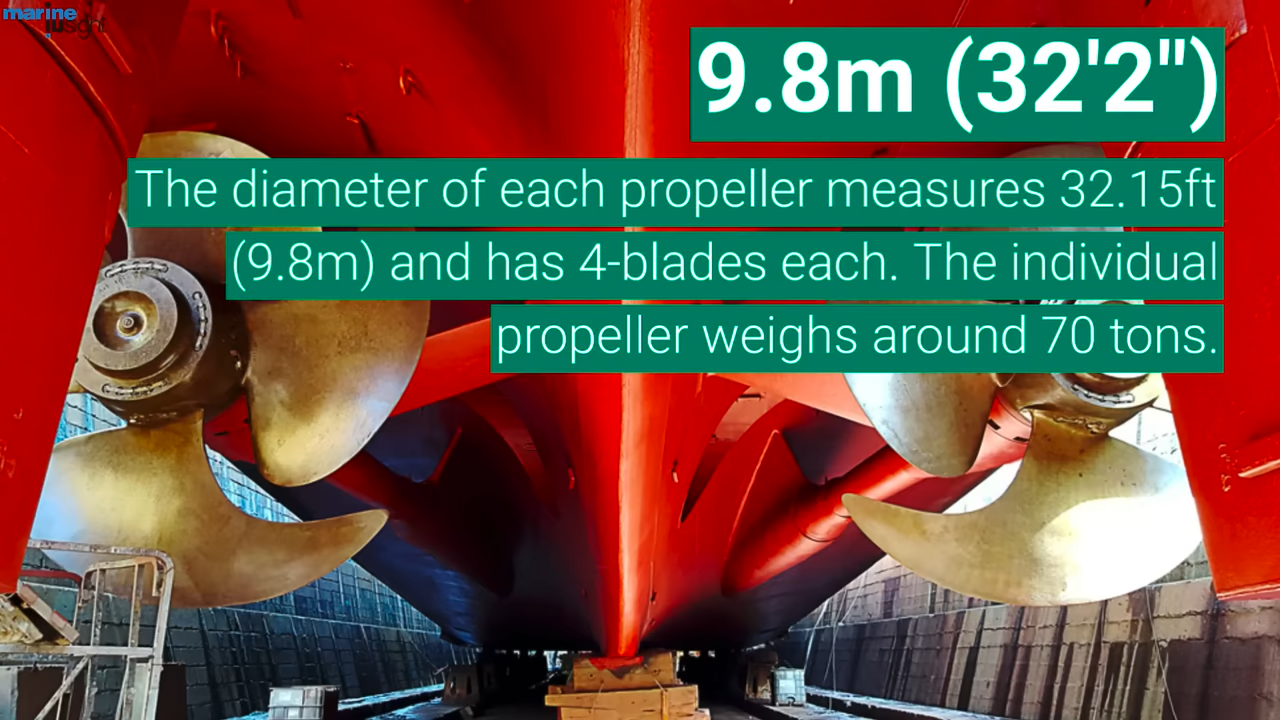 marine
insight
9.8m (32'2")
The diameter of each propeller measures 32.15ft
(9.8m) and has 4-blades each. The individual
propeller weighs around 70 tons.